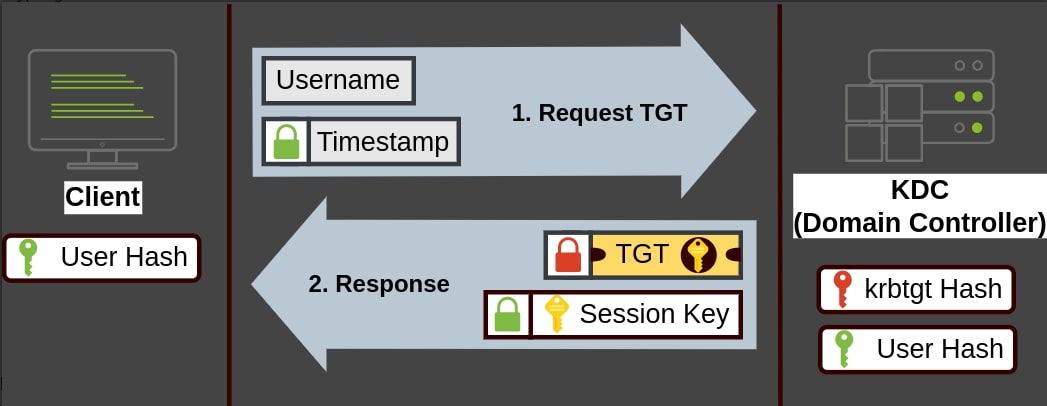 Username
Timestamp
1. Request TGT
Client
User Hash
KDC
(Domain Controller)
TGT
Session Key
2. Response
krbtgt Hash
User Hash